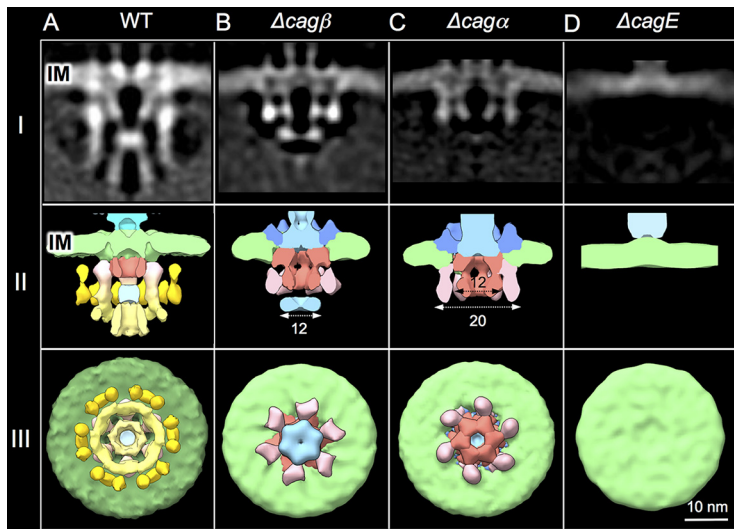 A WT B Δcagβ C Δcagα D ΔcagE
IM
I
IM
II
12
12
20
III
10 nm